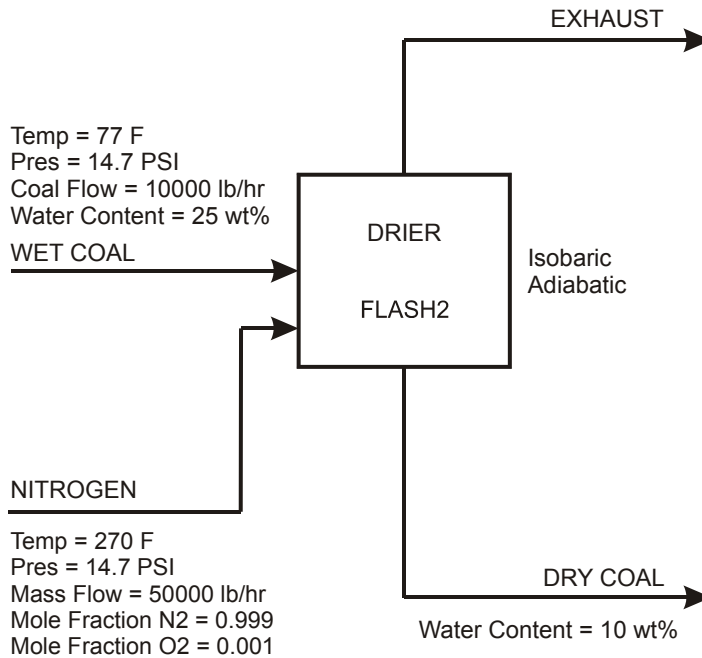 EXHAUST
Temp = 77 F
Pres = 14.7 PSI
Coal Flow = 10000 lb/hr
Water Content = 25 wt%
WET COAL
DRIER
FLASH2
Isobaric
Adiabatic
NITROGEN
Temp = 270 F
Pres = 14.7 PSI
Mass Flow = 50000 lb/hr
Mole Fraction N2 = 0.999
Mole Fraction O2 = 0.001
DRY COAL
Water Content = 10 wt%